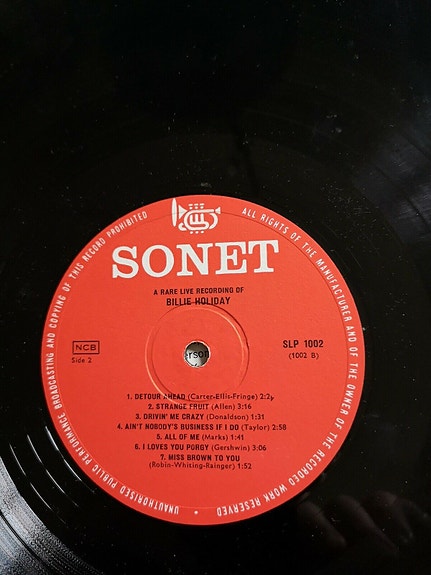 UNAUTHORISED PUBLIC PERFORMANCE BROADCASTING AND COPYING OF THIS RECORD PROHIBITED
ALL RIGHTS OF THE MANUFACTURER AND OF THE OWNER OF THE RECORDED WORK RESERVED
SONET
A RARE LIVE RECORDING OF
BILLIE HOLIDAY
NCB
Side 2
SLP 1002
(1002 B)
1. DETOUR AHEAD (Carter-Ellis-Fringe)
2. STRANGE FRUIT (Allen) 3:16
3. DRIVIN' ME CRAZY (Donaldson) 1:31
4. AIN'T NOBODY'S BUSINESS IF I DO (Taylor) 2:58
5. ALL OF ME (Marks) 1:41
6. I LOVES YOU PORGY (Gershwin) 3:06
7. MISS BROWN TO YOU
(Robin-Whiting-Rainger) 1:52